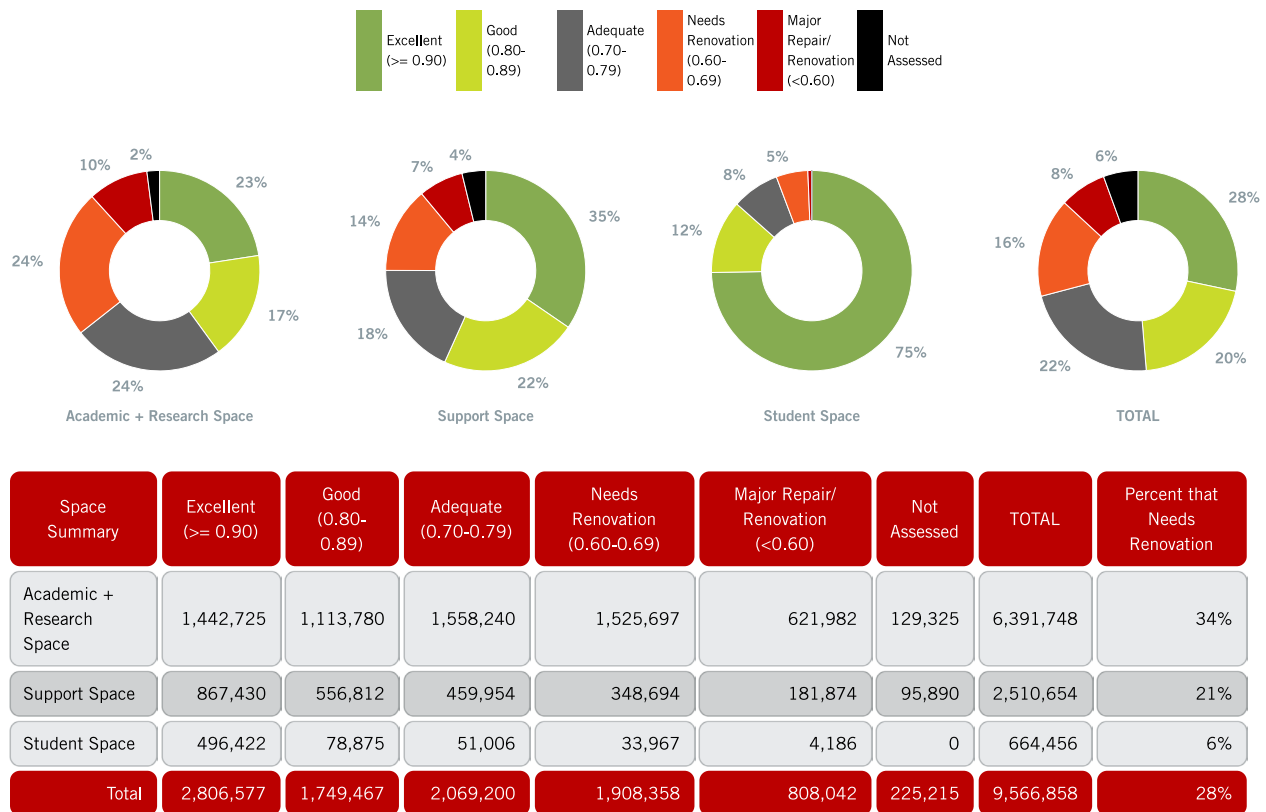 Excellent
(>= 0.90)
Good
(0.80-
0.89)
Adequate
(0.70-
0.79)
Needs
Renovation
(0.60-
0.69)
Major
Repair/
Renovation
(<0.60)
Not
Assessed
2%
10%
23%
24%
17%
24%
Academic + Research Space
4%
7%
35%
14%
18%
22%
Support Space
5%
8%
12%
75%
Student Space
6%
8%
28%
16%
22%
20%
TOTAL
Space
Summary
Excellent
(>= 0.90)
Good
(0.80-
0.89)
Adequate
(0.70-0.79)
Needs
Renovation
(0.60-0.69)
Major Repair/
Renovation
(<0.60)
Not
Assessed
TOTAL
Percent that
Needs
Renovation
Academic +
Research
Space
1,442,725 1,113,780 1,558,240 1,525,697 621,982 129,325 6,391,748 34%
Support Space 867,430 556,812 459,954 348,694 181,874 95,890 2,510,654 21%
Student Space 496,422 78,875 51,006 33,967 4,186 0 664,456 6%
Total 2,806,577 1,749,467 2,069,200 1,908,358 808,042 225,215 9,566,858 28%